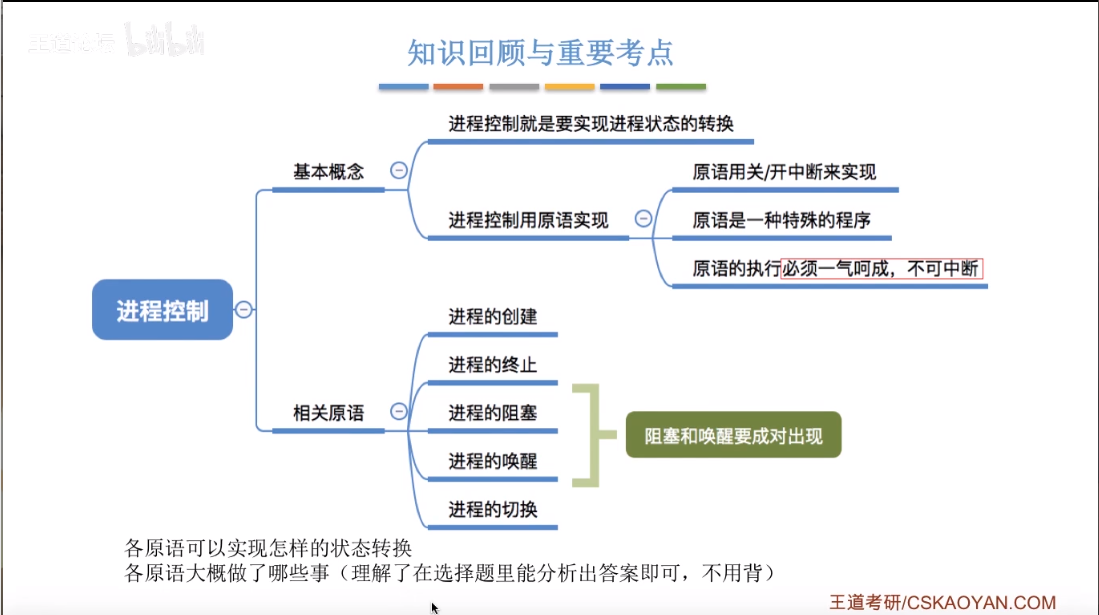 王道论坛 bilibili
知识回顾与重要考点
进程控制
基本概念
进程控制就是要实现进程状态的转换
进程控制用原语实现
原语用关/开中断来实现
原语是一种特殊的程序
原语的执行必须一气呵成，不可中断
相关原语
进程的创建
进程的终止
进程的阻塞
进程的唤醒
进程的切换
阻塞和唤醒要成对出现
各原语可以实现怎样的状态转换
各原语大概做了哪些事（理解了在选择题里能分析出答案即可，不用背）
王道考研/CSKAOYAN.COM